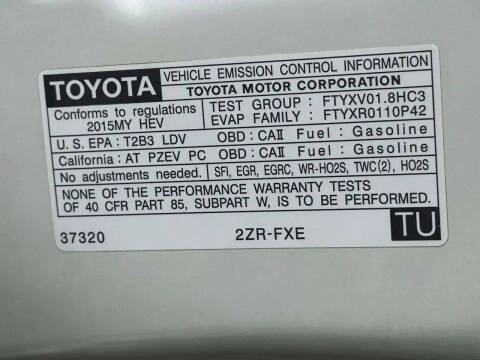 TOYOTA VEHICLE EMISSION CONTROL INFORMATION
TOYOTA MOTOR CORPORATION
Conforms to regulations
2015MY HEV
TEST GROUP : FTYXV01.8HC3
EVAP FAMILY : FTYXR0110P42
U.S. EPA : T2B3 LDV OBD : CAII Fuel : Gasoline
California : AT PZEV PC OBD : CAII Fuel : Gasoline
No adjustments needed. SFI, EGR, EGRC, WR-HO2S, TWC(2), HO2S
NONE OF THE PERFORMANCE WARRANTY TESTS
OF 40 CFR PART 85, SUBPART W, IS TO BE PERFORMED.
37320 2ZR-FXE TU